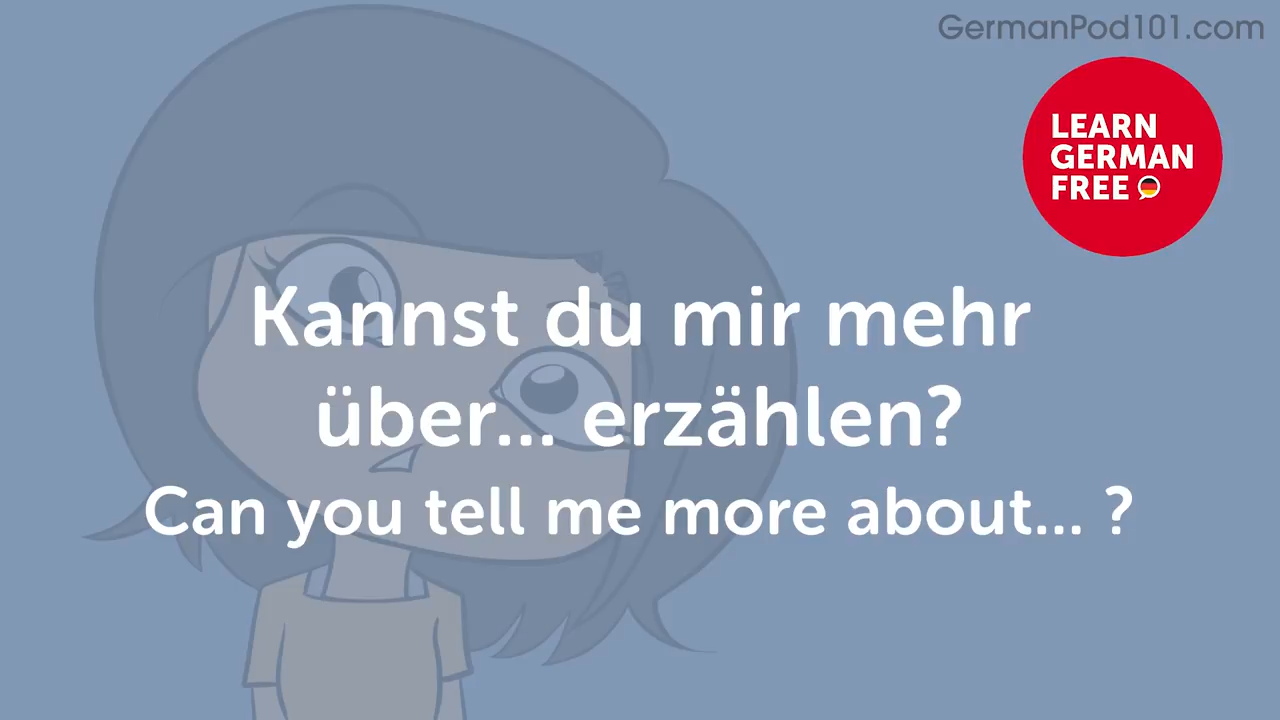 GermanPod101.com
LEARN
GERMAN
FREE
Kannst du mir mehr
über... erzählen?
Can you tell me more about... ?